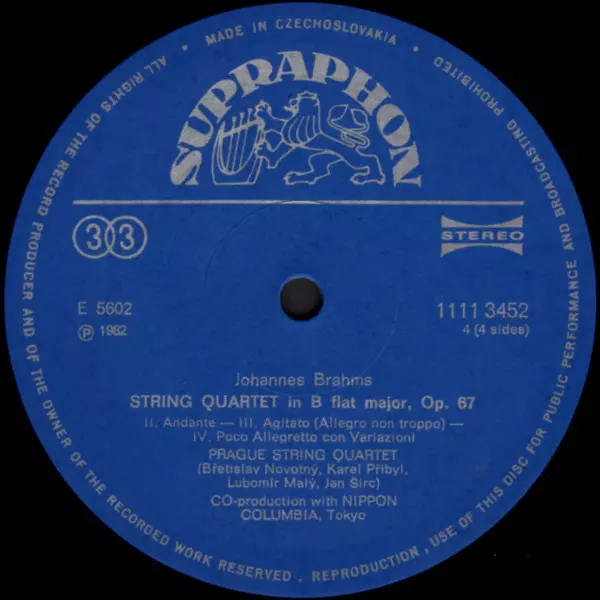 MADE IN CZECHOSLOVAKIA
ALL RIGHTS OF THE RECORD PRODUCER AND OF THE OWNER OF THE RECORDED WORK RESERVED . REPRODUCTION , USE OF THIS DISC FOR PUBLIC PERFORMANCE AND BROADCASTING PROHIBITED
SUPRAPHON
33
STEREO
E 5602
1111 3452
Ⓟ 1982
4 (4 sides)
Johannes Brahms
STRING QUARTET in B flat major, Op. 67
II. Andante — III. Agitato (Allegro non troppo) —
IV. Poco Allegretto con Variazioni
PRAGUE STRING QUARTET
(Břetislav Novotný, Karel Přibyl,
Lubomír Malý, Jan Širc)
CO-production with NIPPON
COLUMBIA, Tokyo